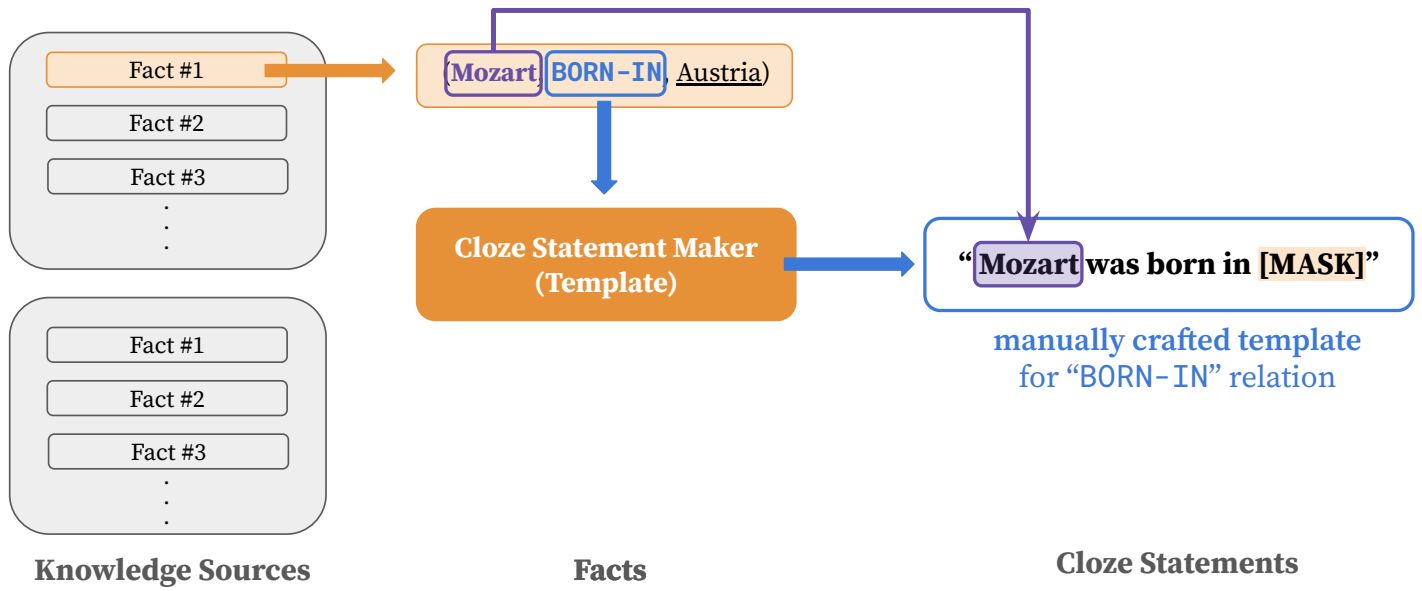 Fact #1
Fact #2
Fact #3
.
.
.
Fact #1
Fact #2
Fact #3
.
.
.
Knowledge Sources
(Mozart, BORN-IN, Austria)
Cloze Statement Maker
(Template)
Facts
“Mozart was born in [MASK]”
manually crafted template
for “BORN-IN” relation
Cloze Statements